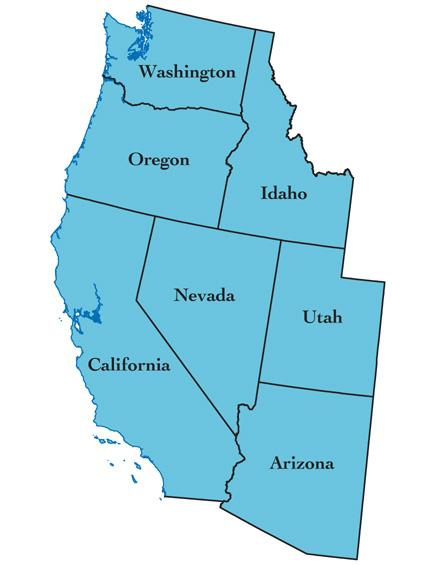 Washington
Oregon
Idaho
Nevada
Utah
California
Arizona